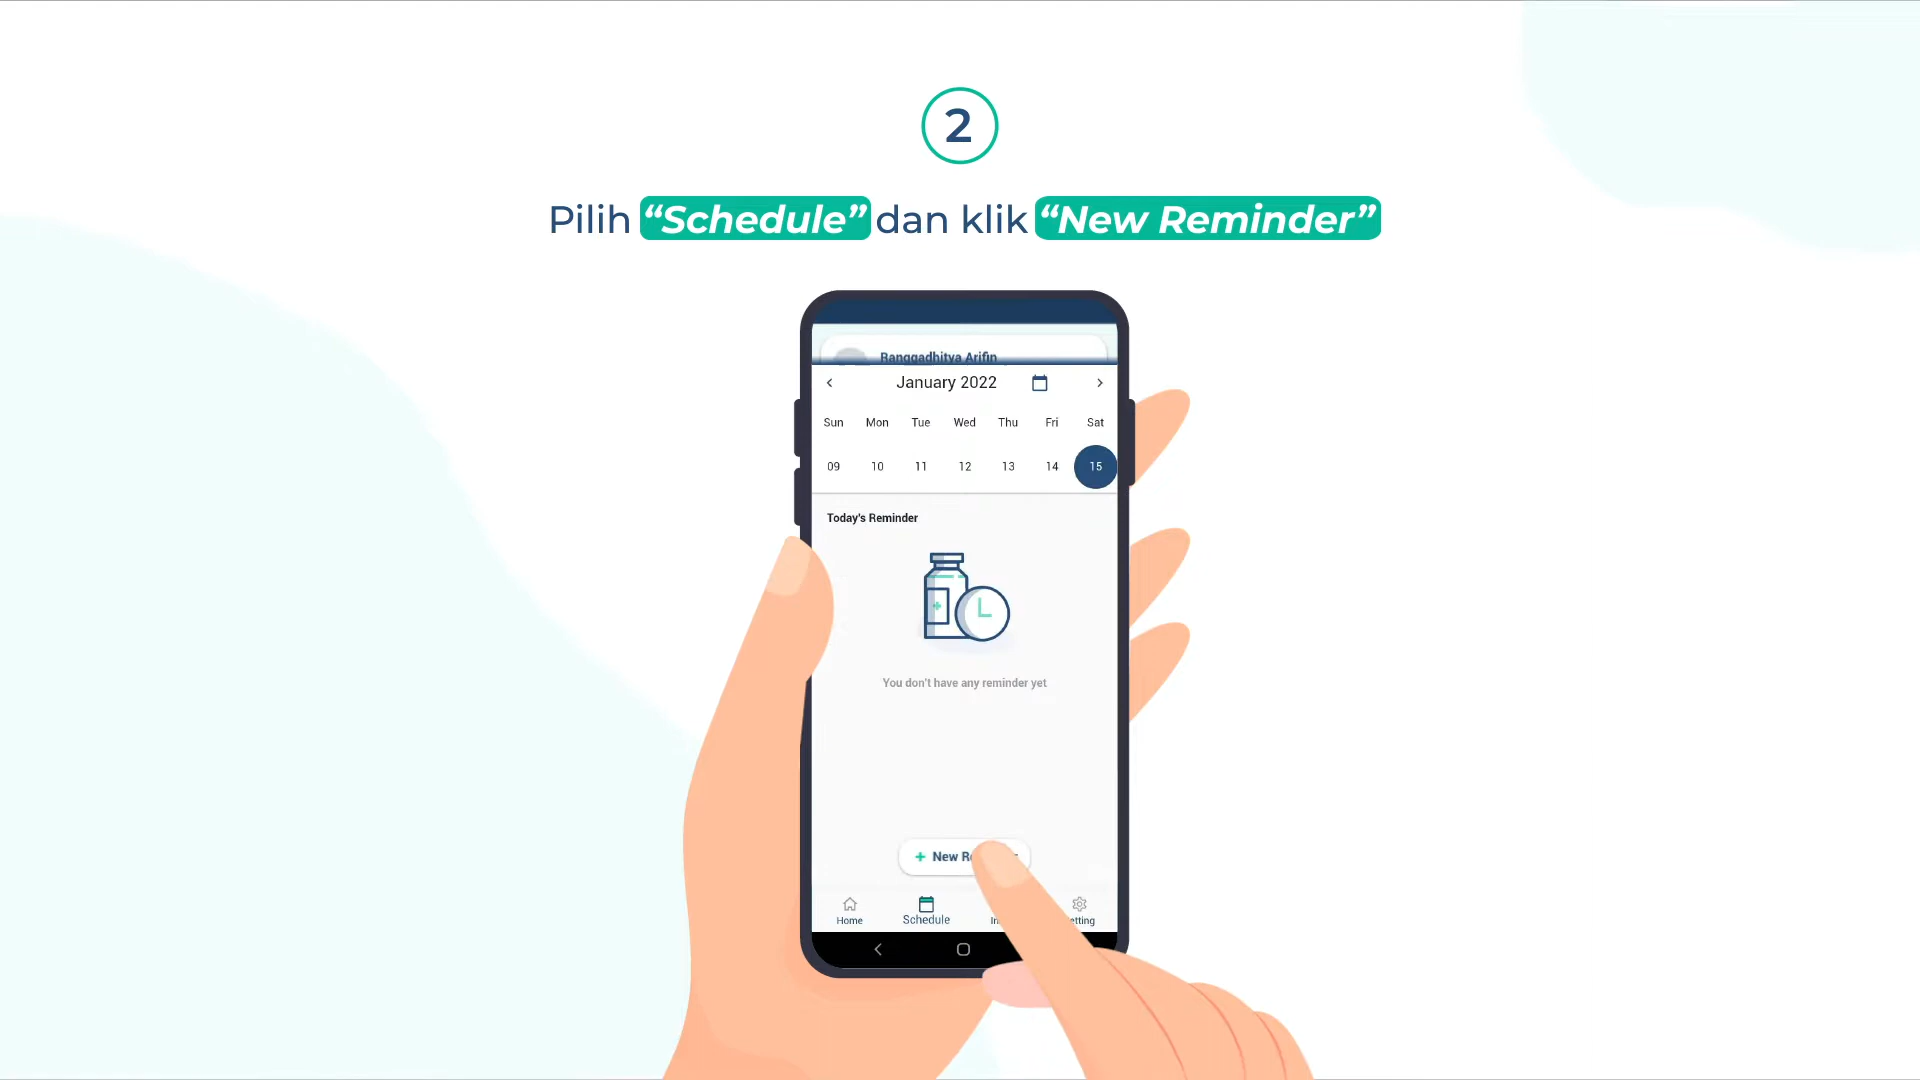 2
Pilih “Schedule” dan klik “New Reminder”
Ranggadhitya Arifin
January 2022
Sun Mon Tue Wed Thu Fri Sat
09 10 11 12 13 14 15
Today's Reminder
You don't have any reminder yet
+ New
Home Schedule